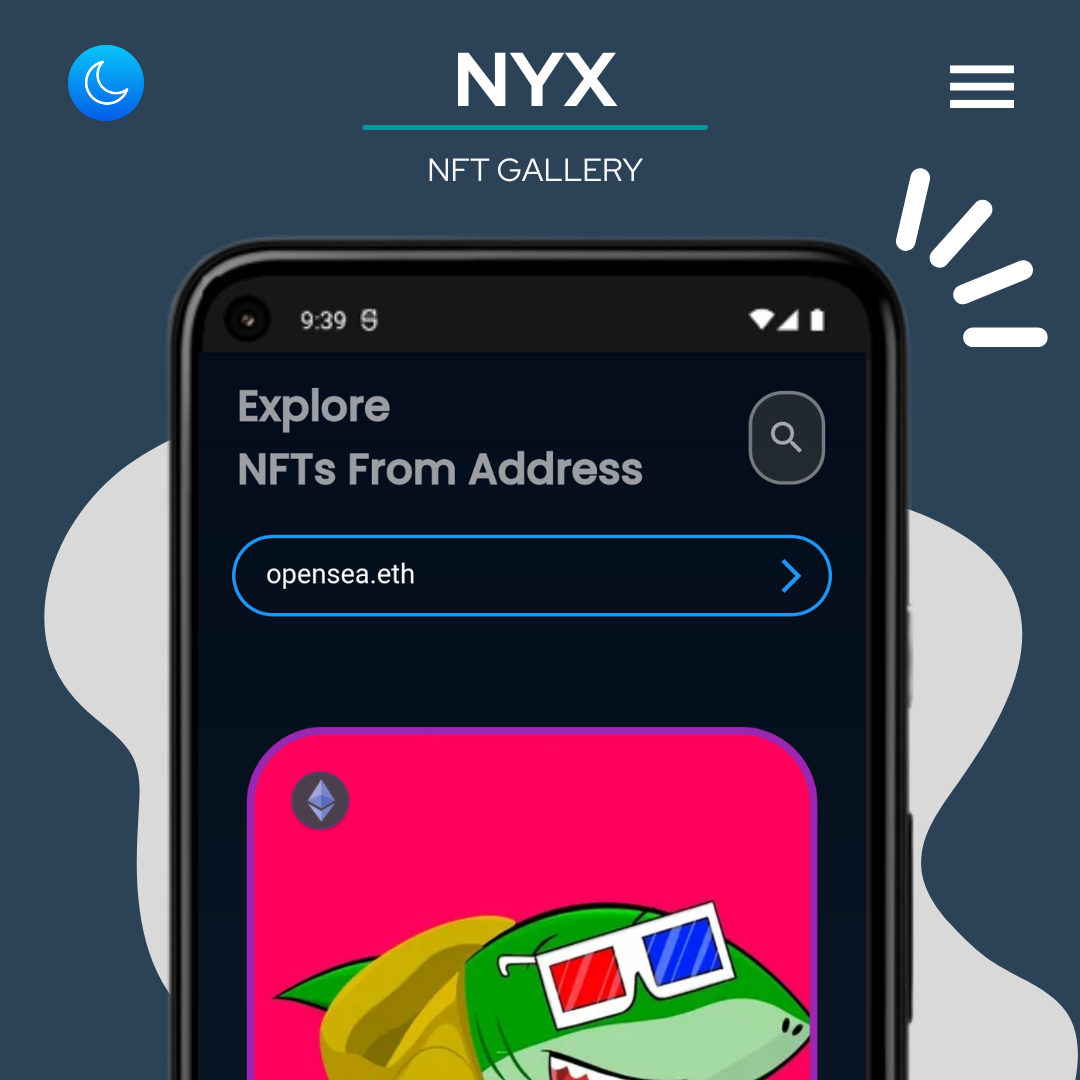 NYX
NFT GALLERY
9:39
Explore
NFTs From Address
opensea.eth